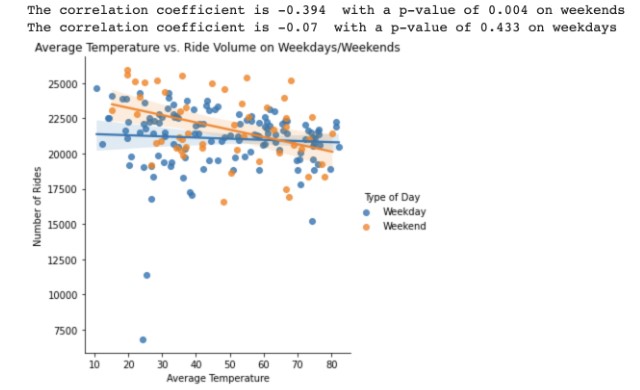 The correlation coefficient is -0.394 with a p-value of 0.004 on weekends
The correlation coefficient is -0.07 with a p-value of 0.433 on weekdays
Average Temperature vs. Ride Volume on Weekdays/Weekends
25000
22500
20000
17500
15000
12500
10000
7500
Number of Rides
Type of Day
Weekday
Weekend
10 20 30 40 50 60 70 80
Average Temperature